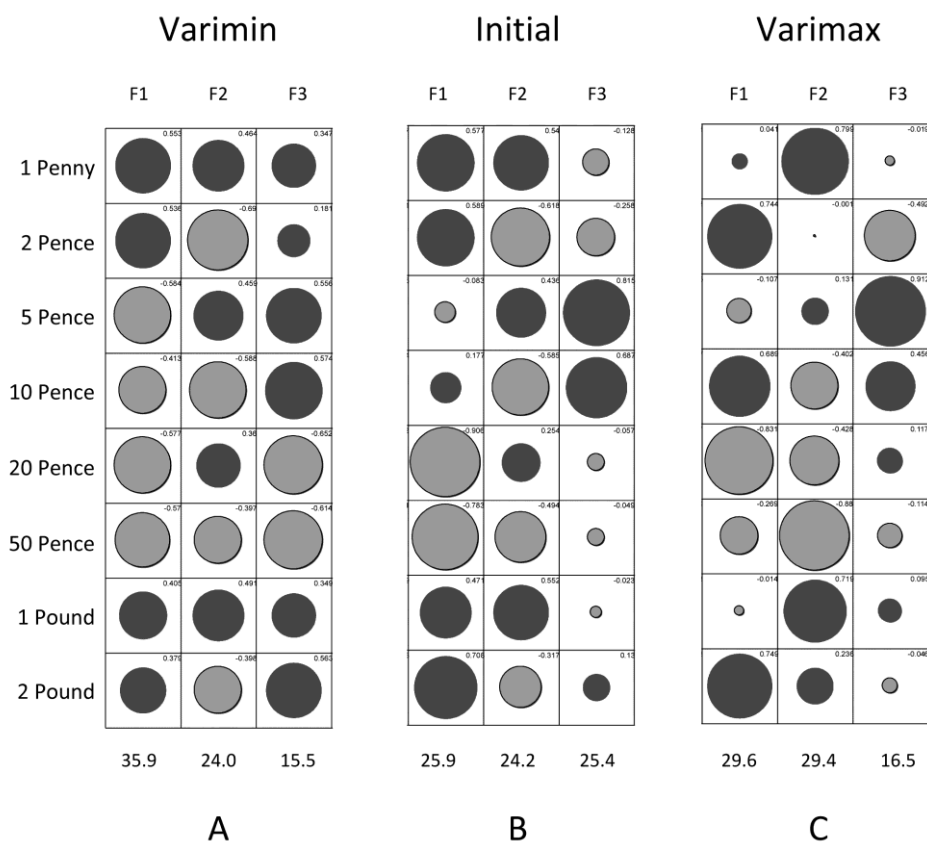 Varimin Initial Varimax
F1 F2 F3 F1 F2 F3 F1 F2 F3
1 Penny 0.553 0.464 0.347 0.577 0.54 -0.128 0.041 0.799 -0.019
2 Pence 0.536 -0.69 0.181 0.589 -0.618 -0.258 0.744 -0.001 -0.492
5 Pence -0.584 0.459 0.556 -0.083 0.436 0.815 -0.107 0.131 0.912
10 Pence -0.413 -0.588 0.574 0.177 -0.585 0.687 0.689 -0.402 0.456
20 Pence -0.577 0.36 -0.652 -0.906 0.254 -0.057 -0.831 -0.428 0.117
50 Pence -0.57 -0.397 -0.614 -0.783 -0.494 -0.049 -0.269 -0.88 -0.114
1 Pound 0.405 0.491 0.349 0.471 0.552 -0.023 -0.014 0.719 0.095
2 Pound 0.379 -0.398 0.563 0.706 -0.317 0.13 0.749 0.236 -0.046
35.9 24.0 15.5 25.9 24.2 25.4 29.6 29.4 16.5
A B C